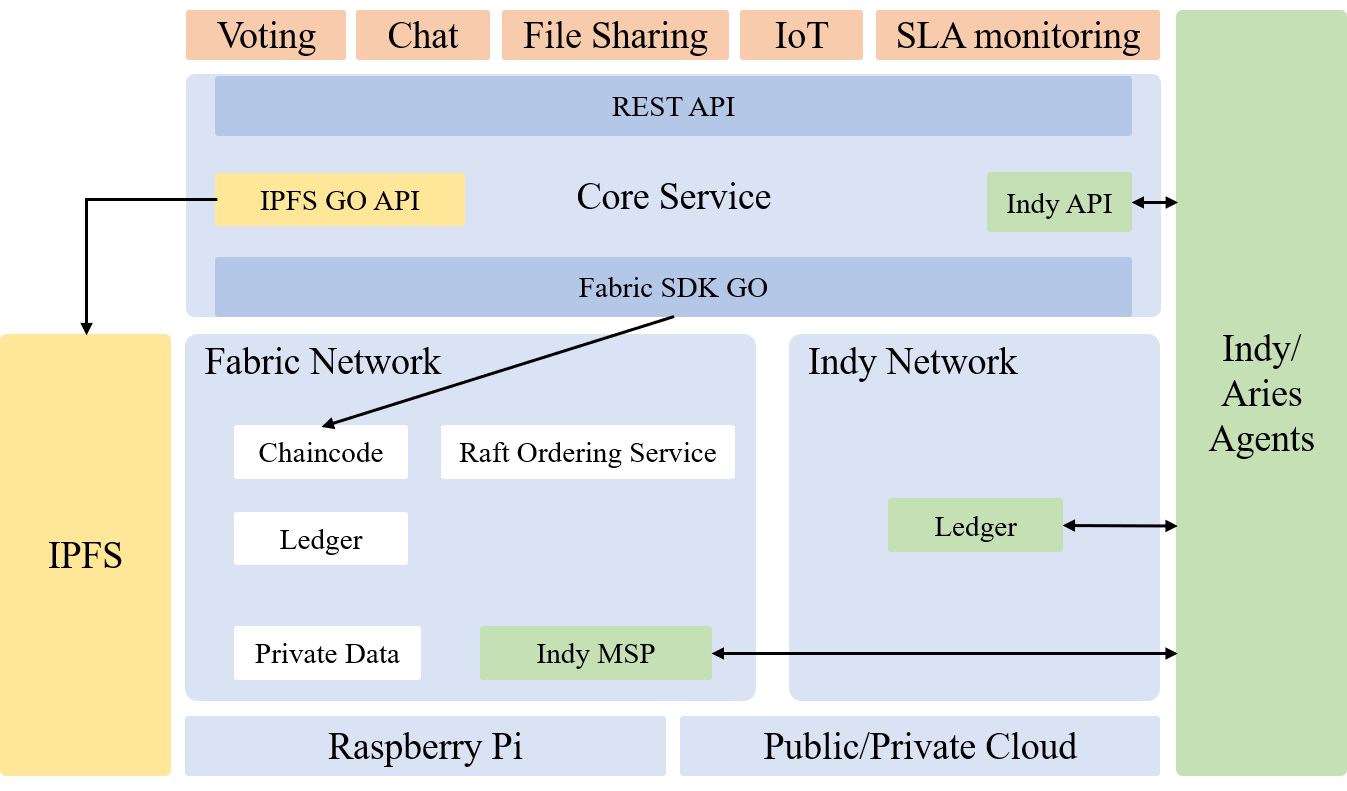 Voting
Chat
File Sharing
IoT
SLA monitoring
REST API
IPFS GO API
Core Service
Indy API
Fabric SDK GO
Fabric Network
Chaincode
Raft Ordering Service
Ledger
Private Data
Indy MSP
Indy Network
Ledger
Indy/
Aries
Agents
IPFS
Raspberry Pi
Public/Private Cloud